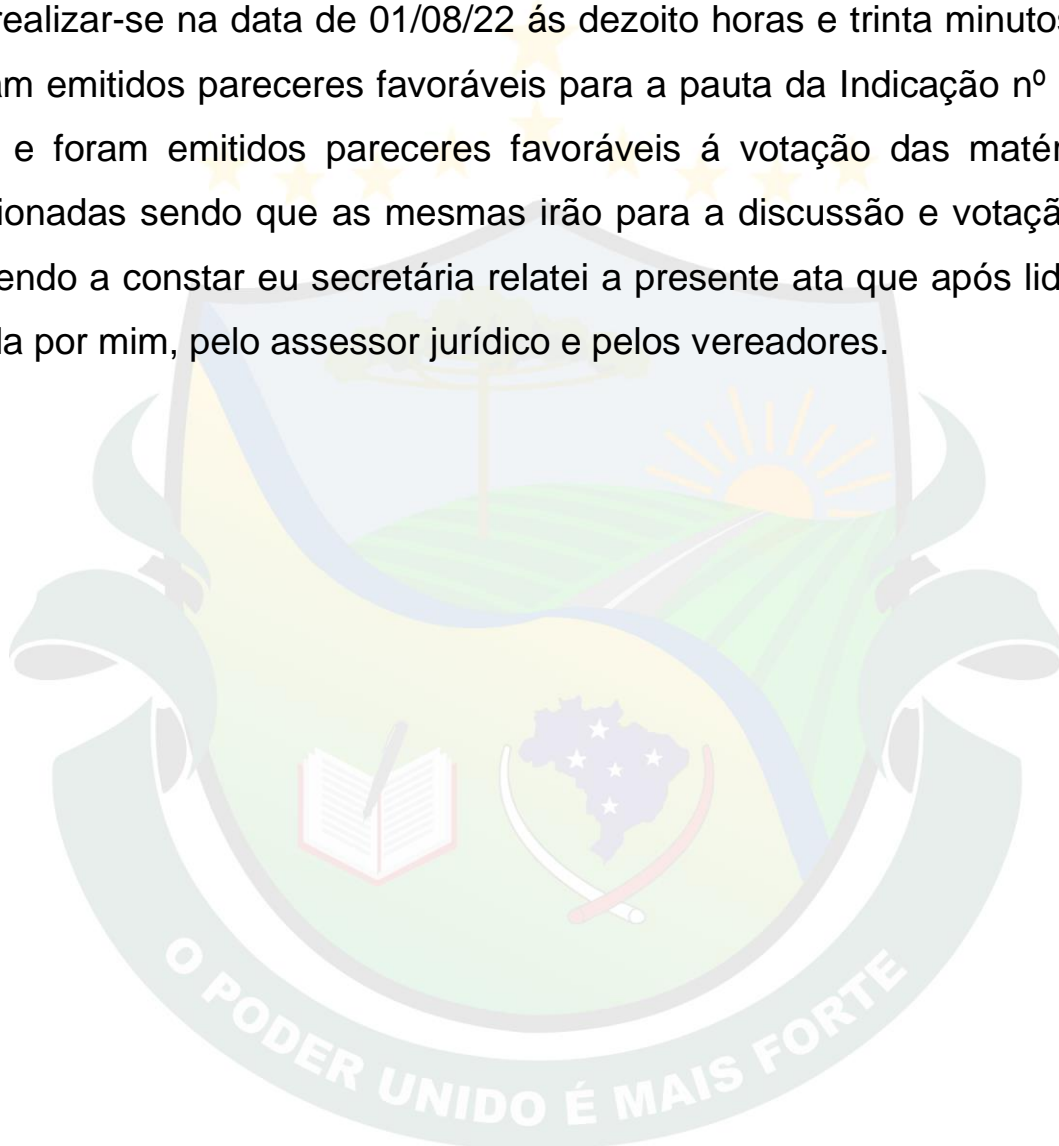 realizar-se na data de 01/08/22 ás dezoito horas e trinta minutos
am emitidos pareceres favoráveis para a pauta da Indicação nº
e foram emitidos pareceres favoráveis á votação das matér
ionadas sendo que as mesmas irão para a discussão e votaçã
endo a constar eu secretária relatei a presente ata que após lid
la por mim, pelo assessor jurídico e pelos vereadores.
O PODER UNIDO É MAIS FORTE